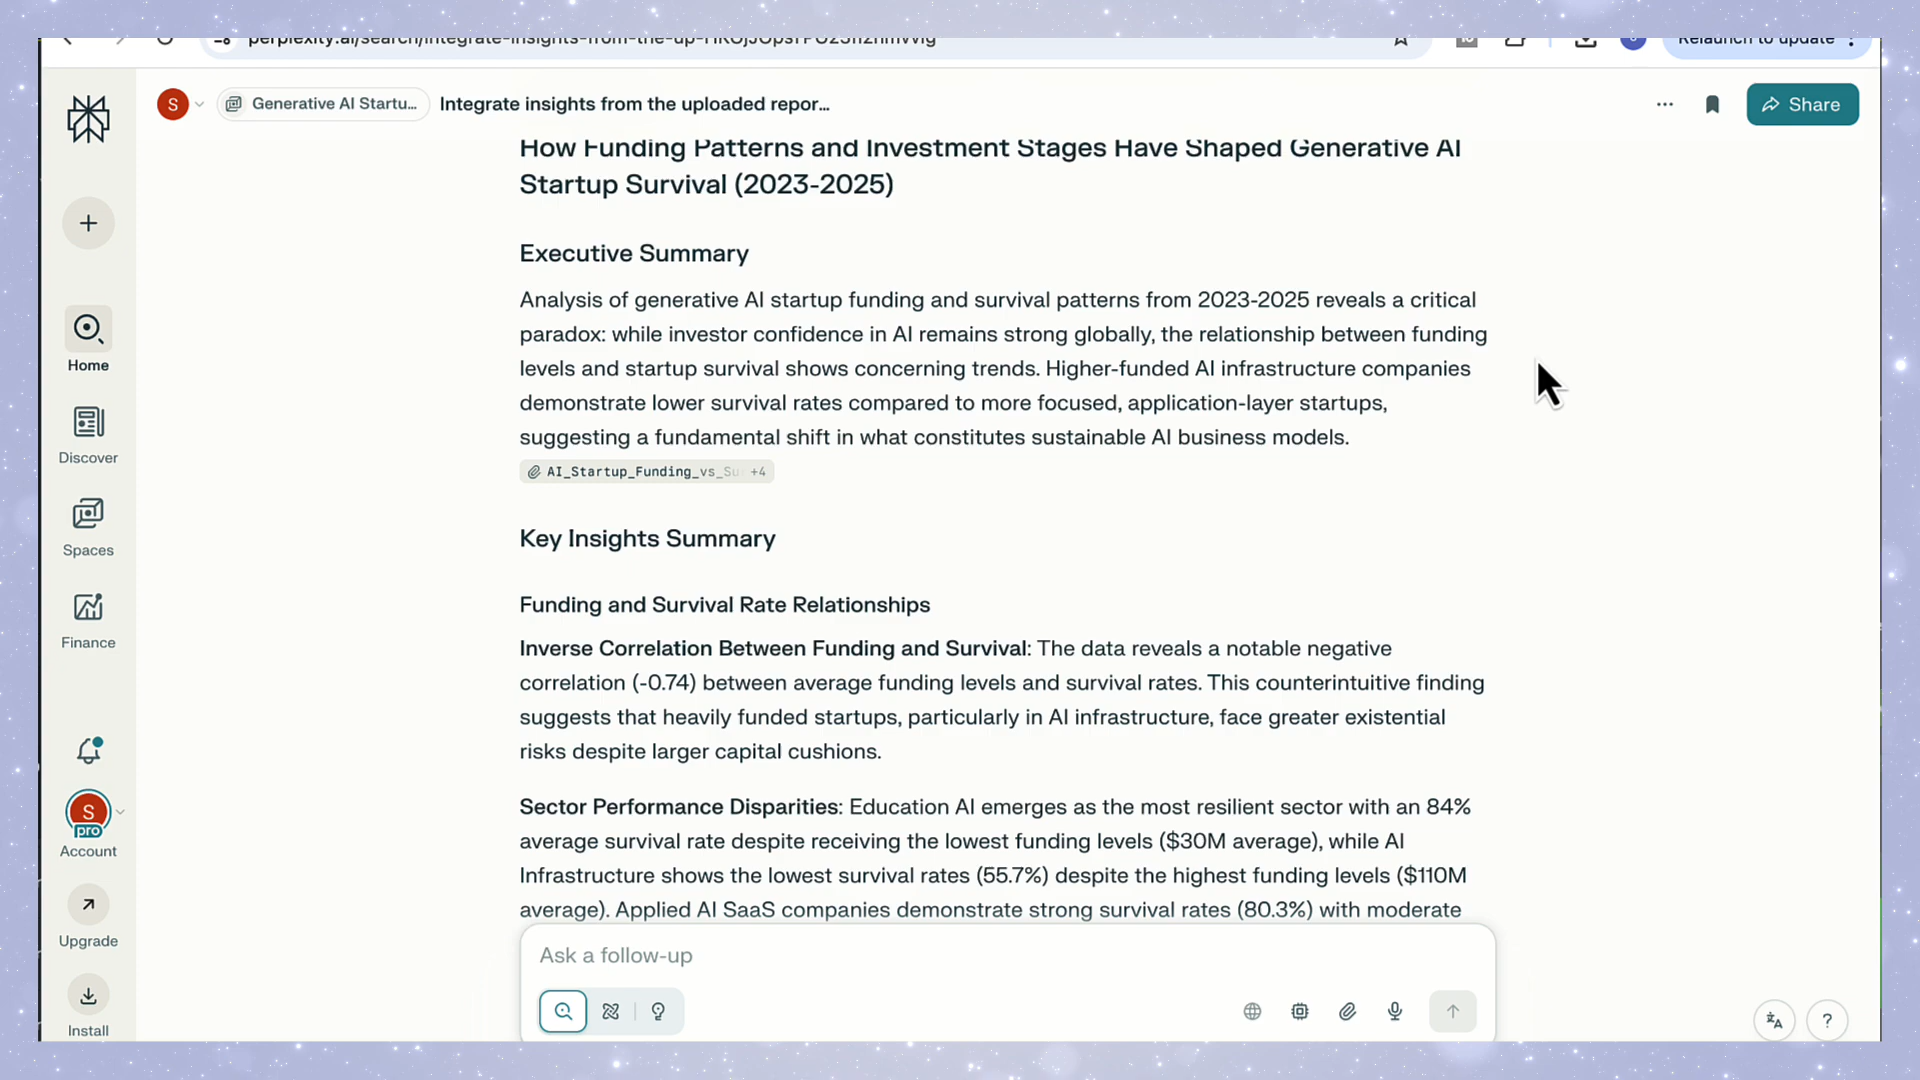 Relaunch to update
S
Generative AI Startu...
Integrate insights from the uploaded repor...
Share
How Funding Patterns and Investment Stages Have Shaped Generative AI
Startup Survival (2023-2025)
Executive Summary
Analysis of generative AI startup funding and survival patterns from 2023-2025 reveals a critical
paradox: while investor confidence in AI remains strong globally, the relationship between funding
levels and startup survival shows concerning trends. Higher-funded AI infrastructure companies
demonstrate lower survival rates compared to more focused, application-layer startups,
suggesting a fundamental shift in what constitutes sustainable AI business models.
AI_Startup_Funding_vs_Su +4
Key Insights Summary
Funding and Survival Rate Relationships
Inverse Correlation Between Funding and Survival: The data reveals a notable negative
correlation (-0.74) between average funding levels and survival rates. This counterintuitive finding
suggests that heavily funded startups, particularly in AI infrastructure, face greater existential
risks despite larger capital cushions.
Sector Performance Disparities: Education AI emerges as the most resilient sector with an 84%
average survival rate despite receiving the lowest funding levels ($30M average), while AI
Infrastructure shows the lowest survival rates (55.7%) despite the highest funding levels ($110M
average). Applied AI SaaS companies demonstrate strong survival rates (80.3%) with moderate
Ask a follow-up
Home
Discover
Spaces
Finance
S
pro
Account
Upgrade
Install
?